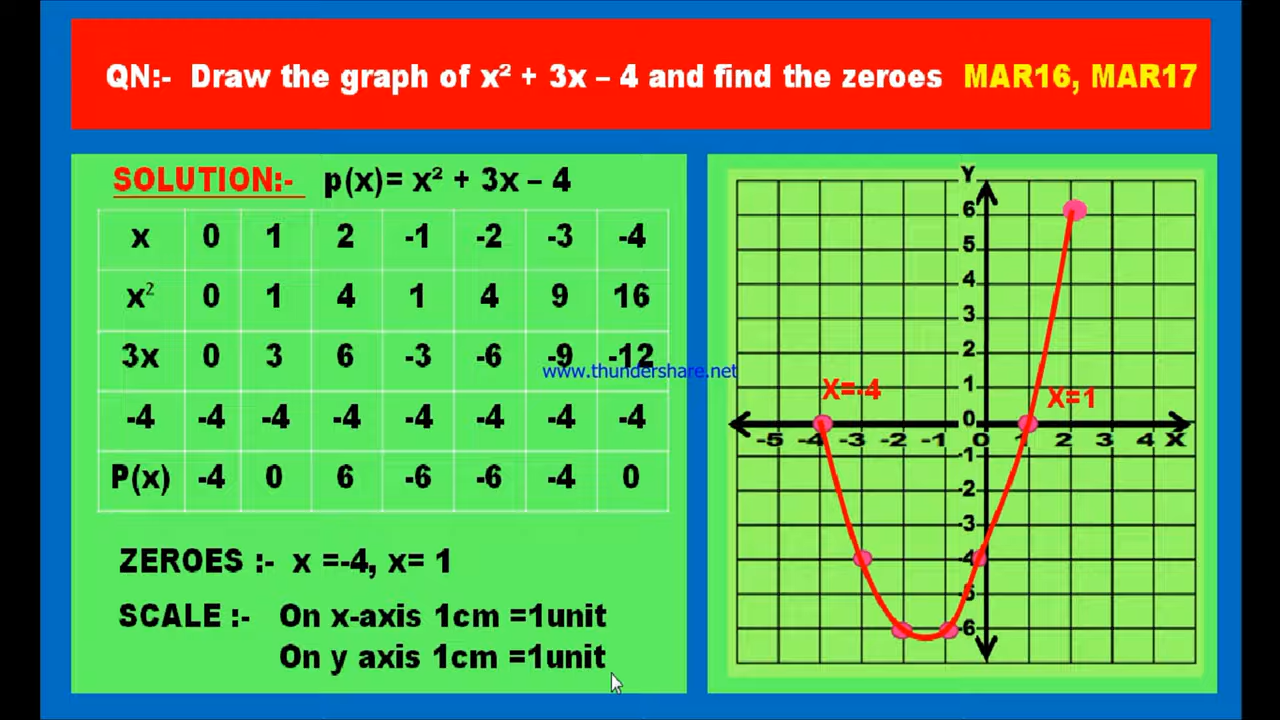 QN:- Draw the graph of x² + 3x – 4 and find the zeroes MAR16, MAR17
SOLUTION:- p(x)= x² + 3x – 4
x 0 1 2 -1 -2 -3 -4
x² 0 1 4 1 4 9 16
3x 0 3 6 -3 -6 -9 -12
www.thundershare.net
-4 -4 -4 -4 -4 -4 -4 -4
P(x) -4 0 6 -6 -6 -4 0
ZEROES :- x =-4, x= 1
SCALE :- On x-axis 1cm =1unit
On y axis 1cm =1unit
Y
6
5
4
3
2
1
X=-4 X=1
0
-5 -4 -3 -2 -1 0 1 2 3 4 X
-1
-2
-3
-4
-5
-6